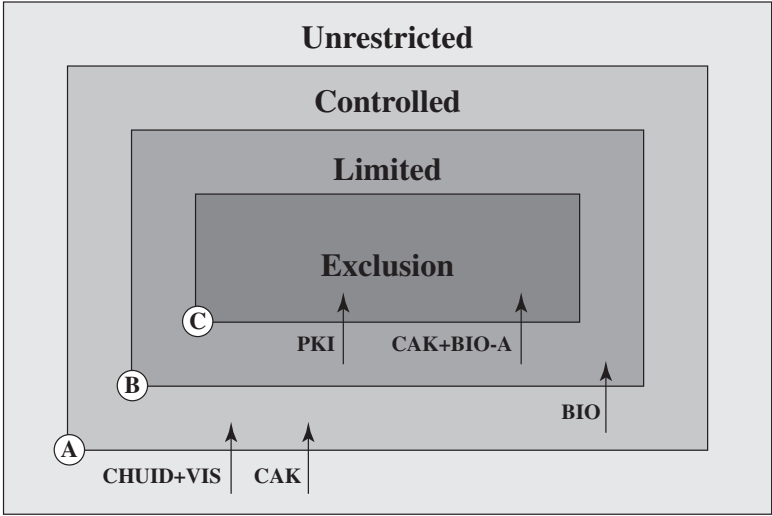 Unrestricted
Controlled
Limited
Exclusion
C
PKI
CAK+BIO-A
B
BIO
A
CHUID+VIS
CAK